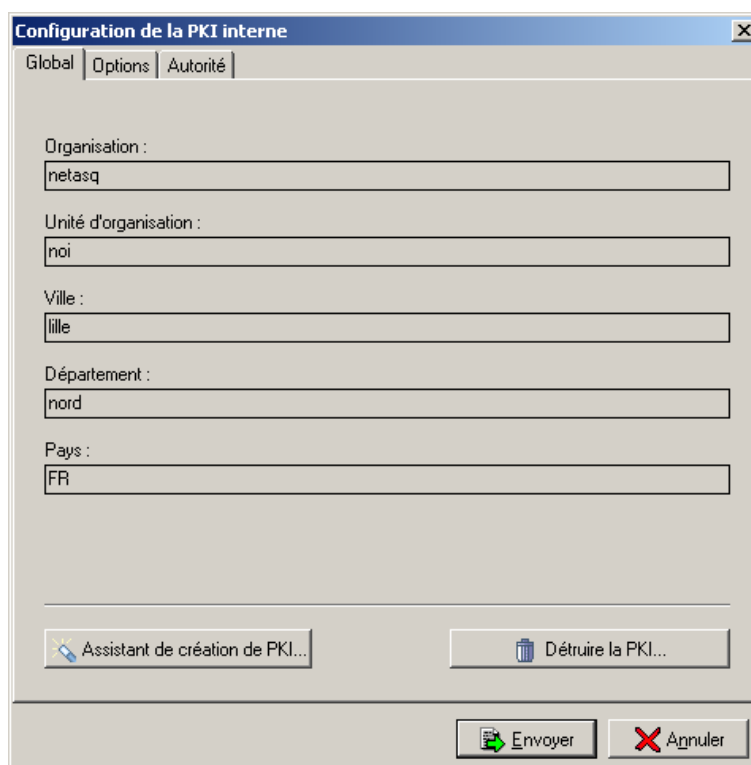 Configuration de la PKI interne
Global Options Autorité
Organisation :
netasq
Unité d'organisation :
noi
Ville :
lille
Département :
nord
Pays :
FR
Assistant de création de PKI... Détruire la PKI...
Envoyer Annuler